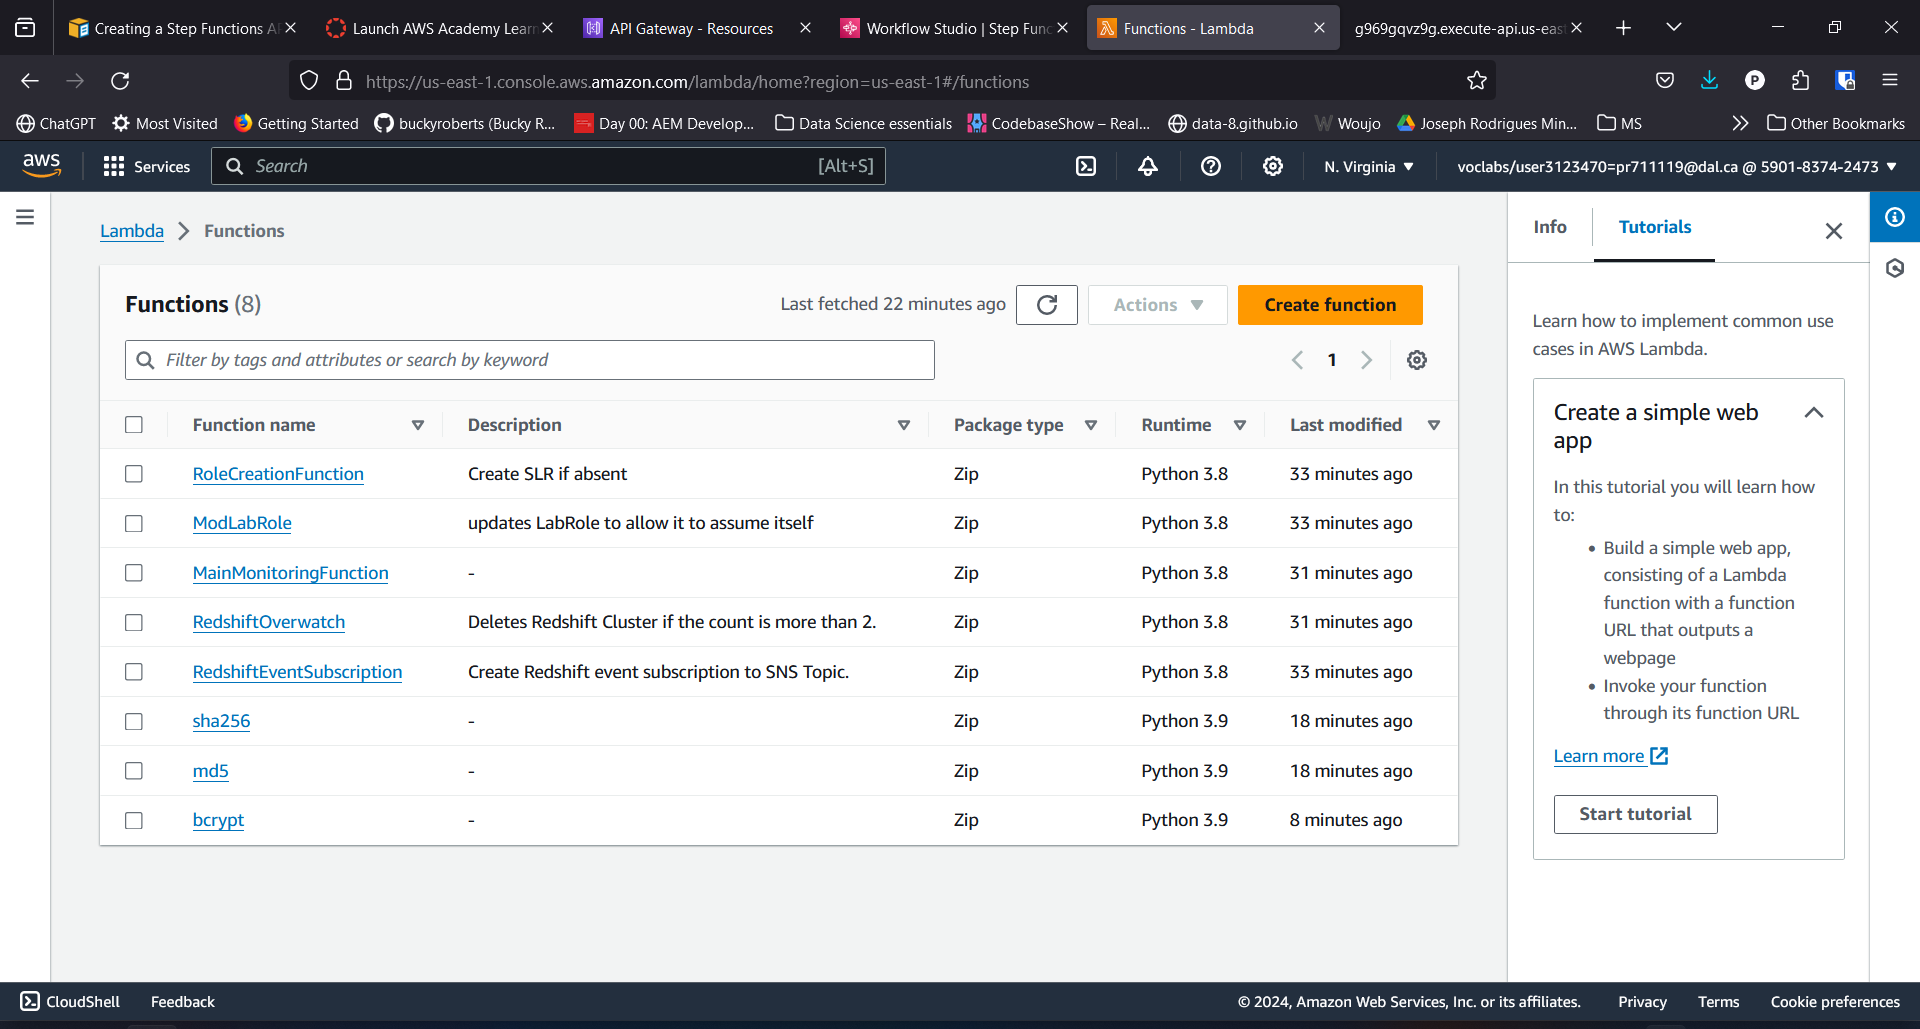 Creating a Step Functions A
Launch AWS Academy Learn
API Gateway - Resources
Workflow Studio | Step Func
Functions - Lambda
g969gqvz9g.execute-api.us-eas
https://us-east-1.console.aws.amazon.com/lambda/home?region=us-east-1#/functions
P
ChatGPT
Most Visited
Getting Started
buckyroberts (Bucky R...
Day 00: AEM Develop...
Data Science essentials
CodebaseShow – Real...
data-8.github.io
Woujo
Joseph Rodrigues Min...
MS
Other Bookmarks
aws
Services
Search
[Alt+S]
N. Virginia
voclabs/user3123470=pr711119@dal.ca @ 5901-8374-2473
Lambda
Functions
Functions (8)
Last fetched 22 minutes ago
Actions
Create function
Filter by tags and attributes or search by keyword
1
Function name Description Package type Runtime Last modified
RoleCreationFunction Create SLR if absent Zip Python 3.8 33 minutes ago
ModLabRole updates LabRole to allow it to assume itself Zip Python 3.8 33 minutes ago
MainMonitoringFunction - Zip Python 3.8 31 minutes ago
RedshiftOverwatch Deletes Redshift Cluster if the count is more than 2. Zip Python 3.8 31 minutes ago
RedshiftEventSubscription Create Redshift event subscription to SNS Topic. Zip Python 3.8 33 minutes ago
sha256 - Zip Python 3.9 18 minutes ago
md5 - Zip Python 3.9 18 minutes ago
bcrypt - Zip Python 3.9 8 minutes ago
Info
Tutorials
Learn how to implement common use
cases in AWS Lambda.
Create a simple web
app
In this tutorial you will learn how
to:
• Build a simple web app,
consisting of a Lambda
function with a function
URL that outputs a
webpage
• Invoke your function
through its function URL
Learn more
Start tutorial
CloudShell
Feedback
© 2024, Amazon Web Services, Inc. or its affiliates.
Privacy
Terms
Cookie preferences